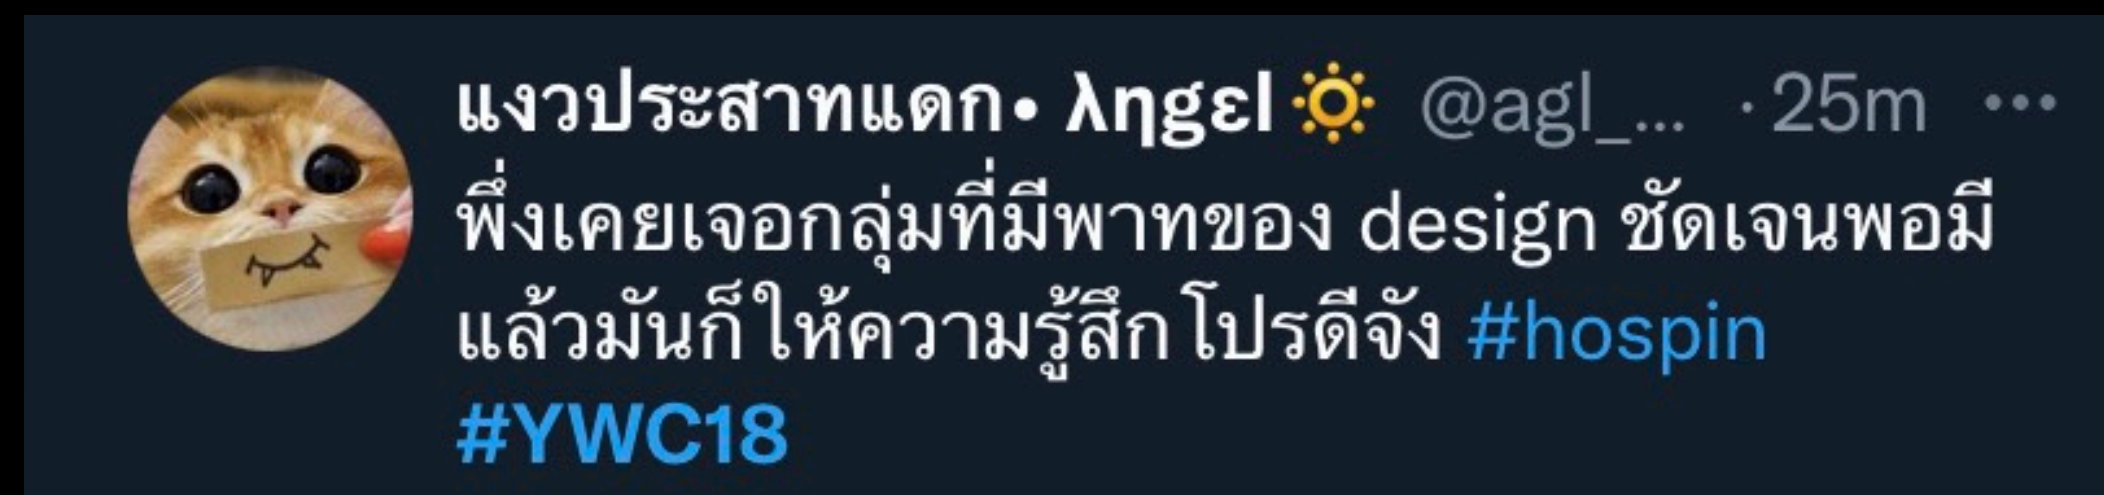 แงวประสาทแดก• ληgεl🔅 @agl_... ·25m ...
พึ่งเคยเจอกลุ่มที่มีพาทของ design ชัดเจนพอมี
แล้วมันก็ให้ความรู้สึกโปรดีจัง #hospin
#YWC18